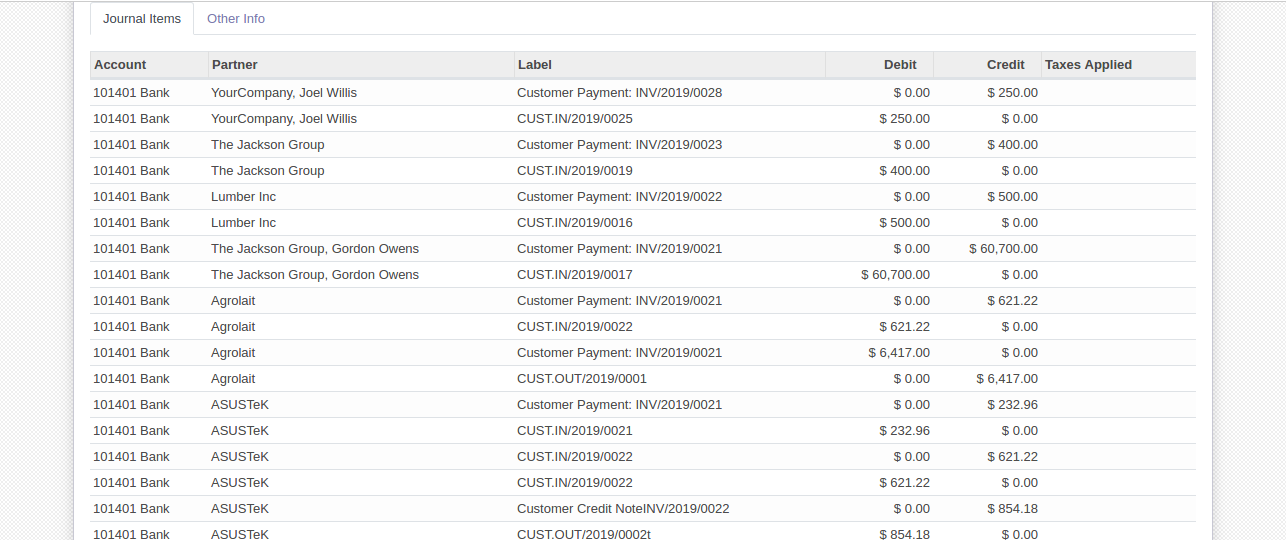 Journal Items Other Info
Account Partner Label Debit Credit Taxes Applied
101401 Bank YourCompany, Joel Willis Customer Payment: INV/2019/0028 $ 0.00 $ 250.00
101401 Bank YourCompany, Joel Willis CUST.IN/2019/0025 $ 250.00 $ 0.00
101401 Bank The Jackson Group Customer Payment: INV/2019/0023 $ 0.00 $ 400.00
101401 Bank The Jackson Group CUST.IN/2019/0019 $ 400.00 $ 0.00
101401 Bank Lumber Inc Customer Payment: INV/2019/0022 $ 0.00 $ 500.00
101401 Bank Lumber Inc CUST.IN/2019/0016 $ 500.00 $ 0.00
101401 Bank The Jackson Group, Gordon Owens Customer Payment: INV/2019/0021 $ 0.00 $ 60,700.00
101401 Bank The Jackson Group, Gordon Owens CUST.IN/2019/0017 $ 60,700.00 $ 0.00
101401 Bank Agrolait Customer Payment: INV/2019/0021 $ 0.00 $ 621.22
101401 Bank Agrolait CUST.IN/2019/0022 $ 621.22 $ 0.00
101401 Bank Agrolait Customer Payment: INV/2019/0021 $ 6,417.00 $ 0.00
101401 Bank Agrolait CUST.OUT/2019/0001 $ 0.00 $ 6,417.00
101401 Bank ASUSTeK Customer Payment: INV/2019/0021 $ 0.00 $ 232.96
101401 Bank ASUSTeK CUST.IN/2019/0021 $ 232.96 $ 0.00
101401 Bank ASUSTeK CUST.IN/2019/0022 $ 0.00 $ 621.22
101401 Bank ASUSTeK CUST.IN/2019/0022 $ 621.22 $ 0.00
101401 Bank ASUSTeK Customer Credit NoteINV/2019/0022 $ 0.00 $ 854.18
101401 Bank ASUSTeK CUST.OUT/2019/0002t $ 854.18 $ 0.00